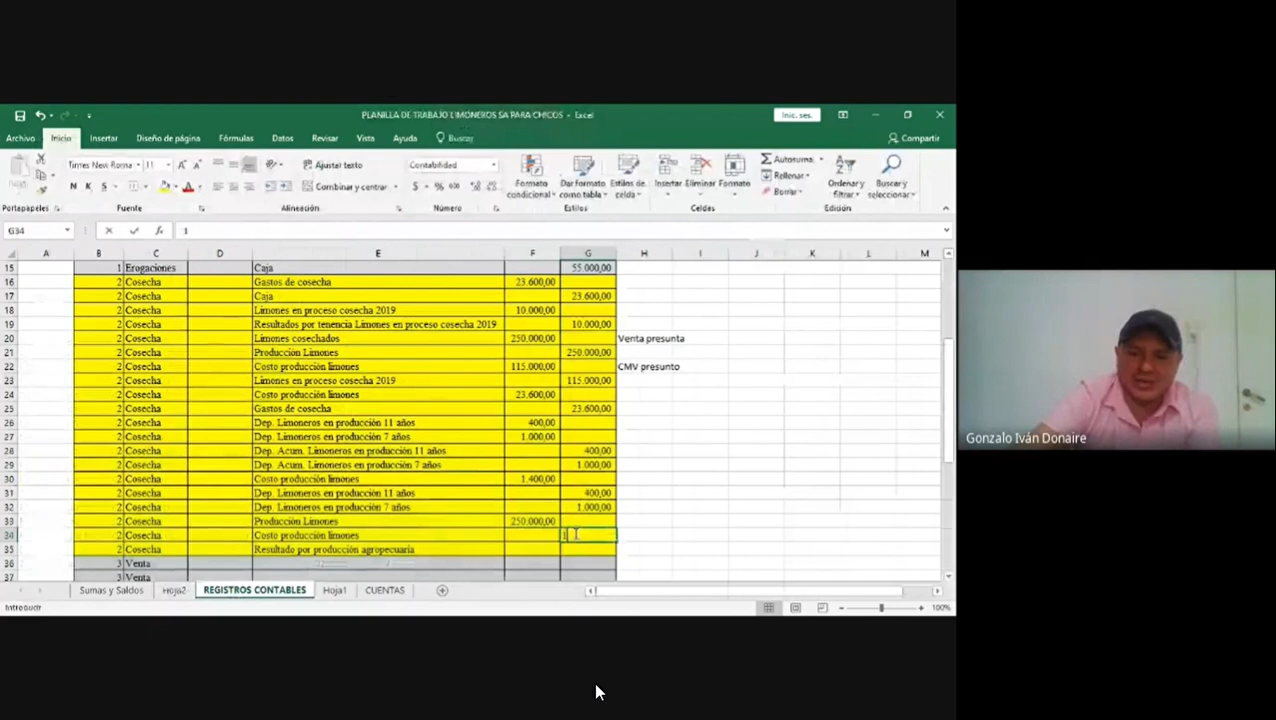 PLANILLA DE TRABAJO LIMONEROS SA PARA CHICOS - Excel
Inic. ses.
Archivo Inicio Insertar Diseño de página Fórmulas Datos Revisar Vista Ayuda Buscar Compartir
Times New Roma 11 Ajustar texto Contabilidad
N K S Combinar y centrar $ % 000
Formato condicional Dar formato como tabla Estilos de celda Insertar Eliminar Formato
Autosuma Rellenar Borrar Ordenar y filtrar Buscar y seleccionar
Portapapeles Fuente Alineación Número Estilos Celdas Edición
G34 fx 1
A B C D E F G H I J K L M
15 1 Erogaciones Caja 55.000,00
16 2 Cosecha Gastos de cosecha 23.600,00
17 2 Cosecha Caja 23.600,00
18 2 Cosecha Limones en proceso cosecha 2019 10.000,00
19 2 Cosecha Resultados por tenencia Limones en proceso cosecha 2019 10.000,00
20 2 Cosecha Limones cosechados 250.000,00 Venta presunta
21 2 Cosecha Producción Limones 250.000,00
22 2 Cosecha Costo producción limones 115.000,00 CMV presunto
23 2 Cosecha Limones en proceso cosecha 2019 115.000,00
24 2 Cosecha Costo producción limones 23.600,00
25 2 Cosecha Gastos de cosecha 23.600,00
26 2 Cosecha Dep. Limoneros en producción 11 años 400,00
27 2 Cosecha Dep. Limoneros en producción 7 años 1.000,00
28 2 Cosecha Dep. Acum. Limoneros en producción 11 años 400,00
29 2 Cosecha Dep. Acum. Limoneros en producción 7 años 1.000,00
30 2 Cosecha Costo producción limones 1.400,00
31 2 Cosecha Dep. Limoneros en producción 11 años 400,00
32 2 Cosecha Dep. Limoneros en producción 7 años 1.000,00
33 2 Cosecha Producción Limones 250.000,00
34 2 Cosecha Costo producción limones 1
35 2 Cosecha Resultado por producción agropecuaria
36 3 Venta
37 3 Venta
Sumas y Saldos Hoja2 REGISTROS CONTABLES Hoja1 CUENTAS
Introducir 100%
Gonzalo Iván Donaire